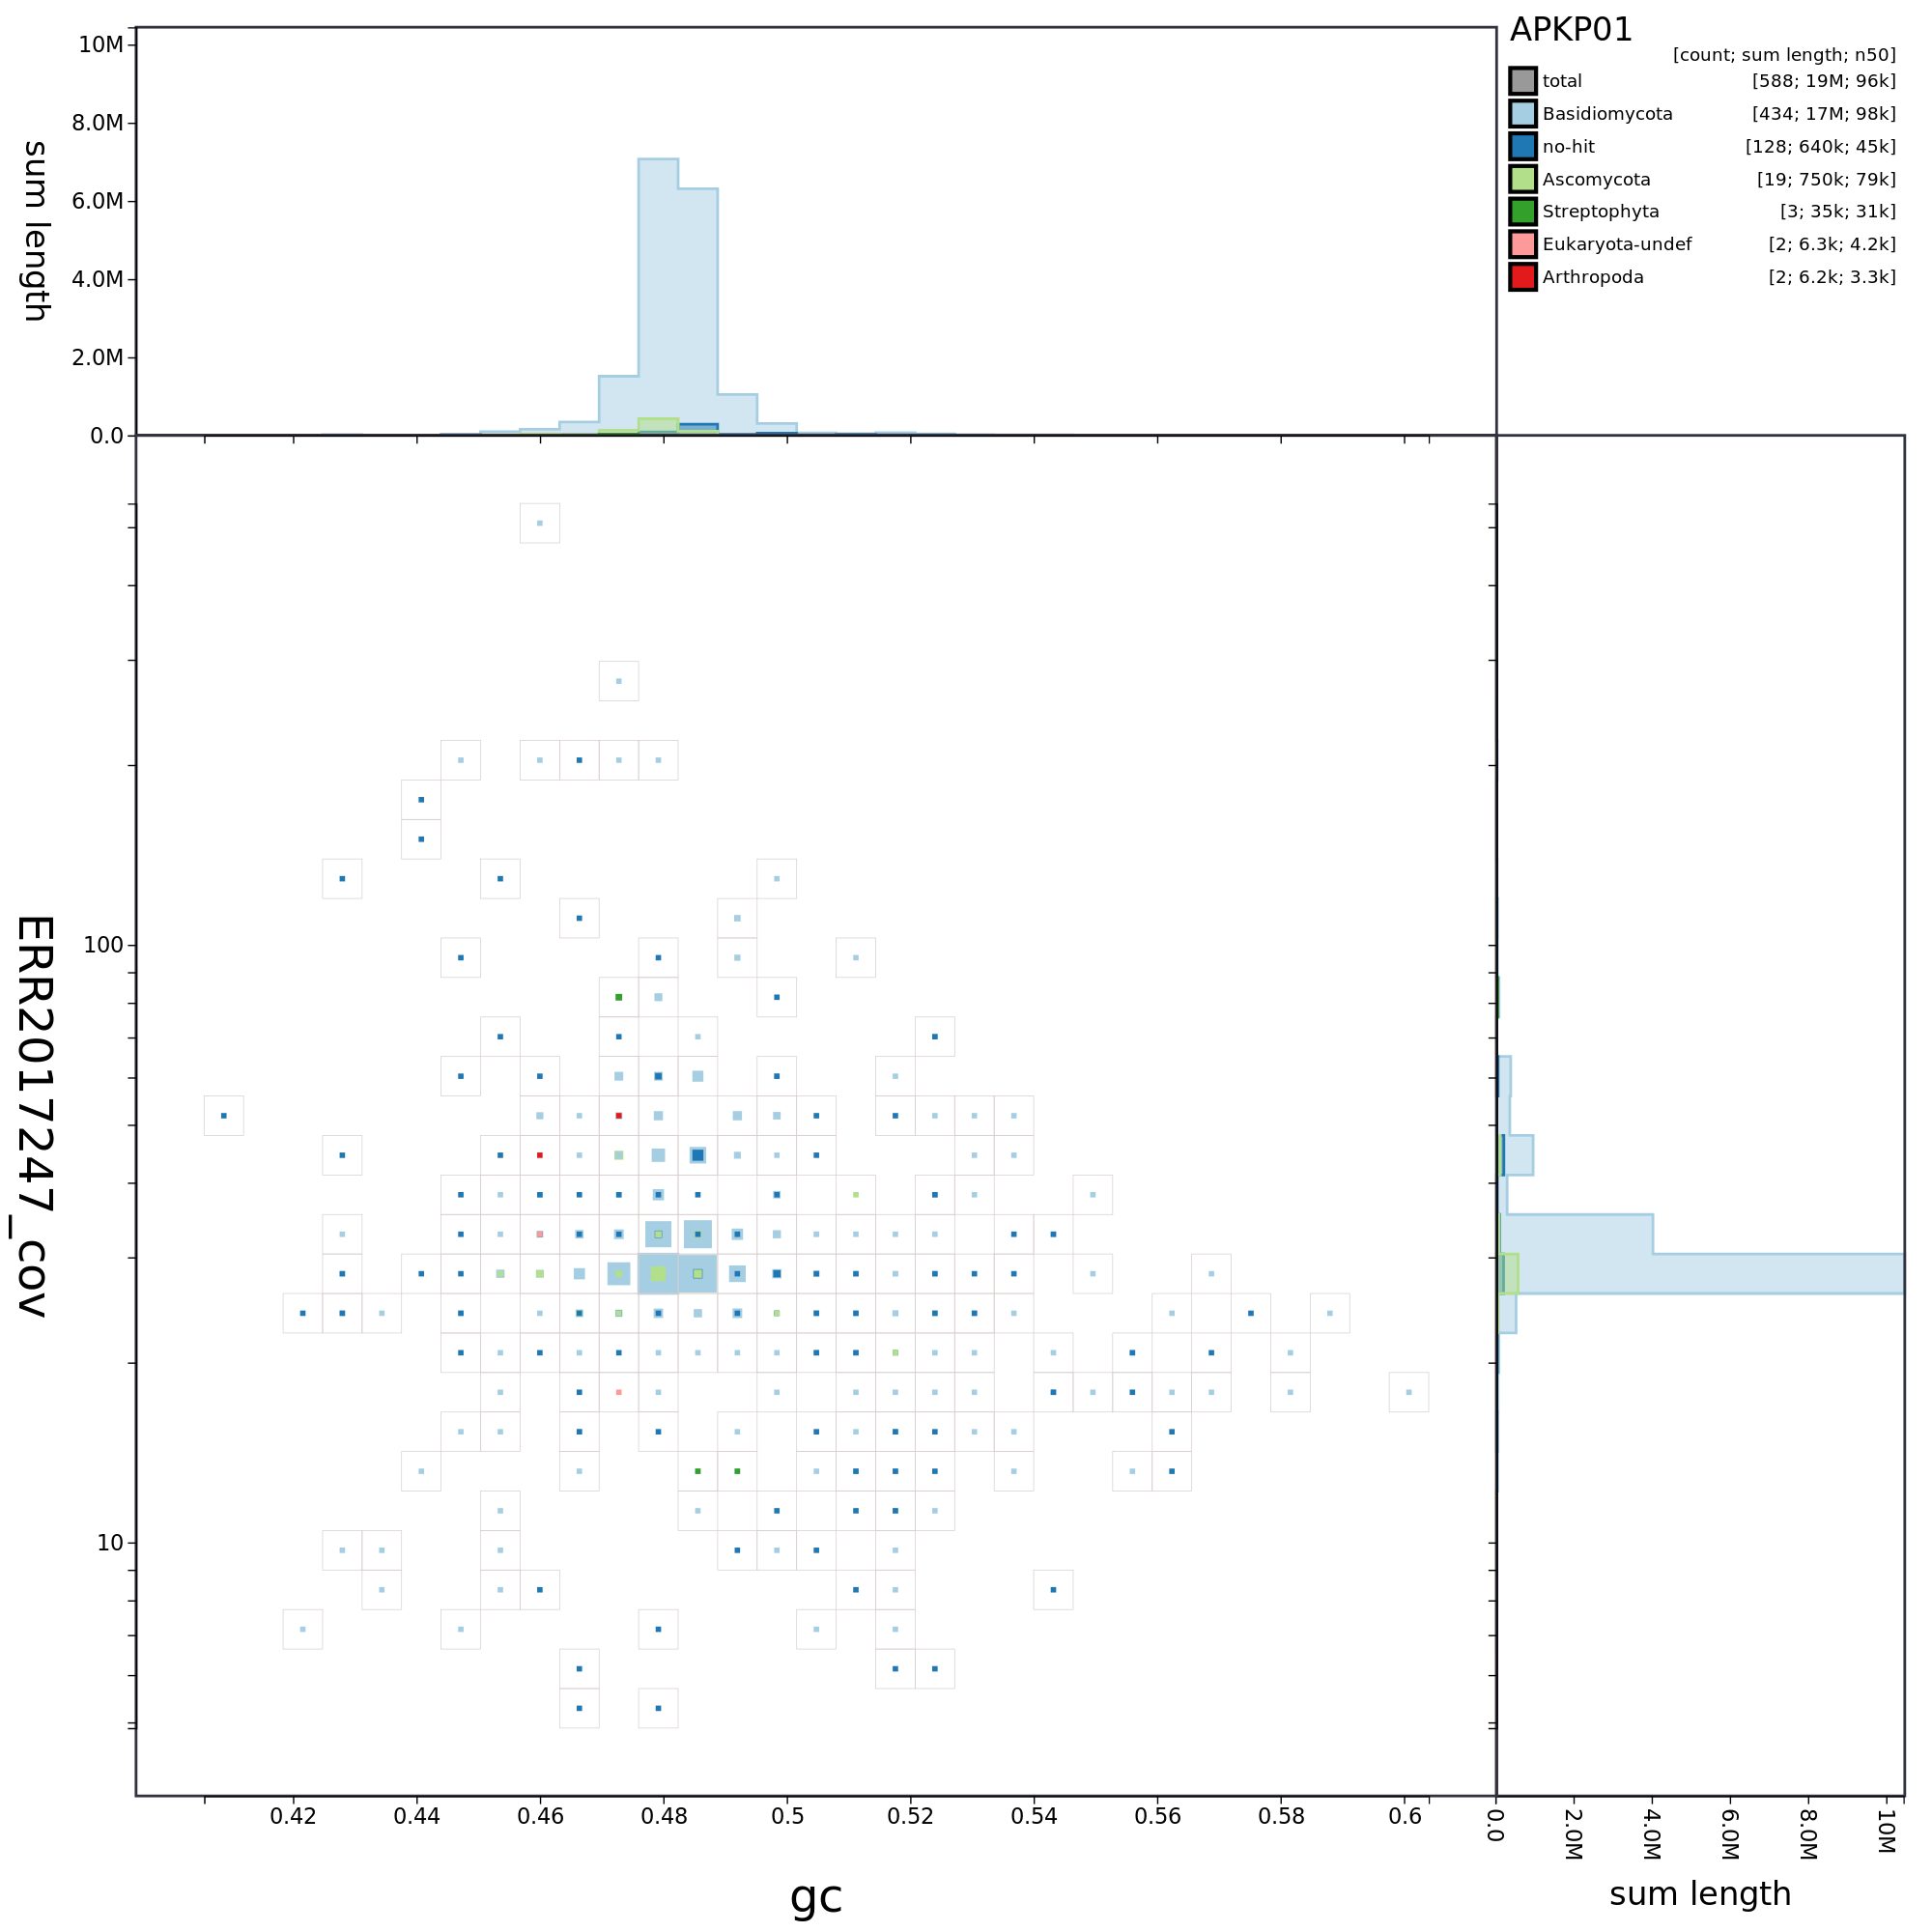 APKP01
[count; sum length; n50]
total [588; 19M; 96k]
Basidiomycota [434; 17M; 98k]
no-hit [128; 640k; 45k]
Ascomycota [19; 750k; 79k]
Streptophyta [3; 35k; 31k]
Eukaryota-undef [2; 6.3k; 4.2k]
Arthropoda [2; 6.2k; 3.3k]
sum length
10M
8.0M
6.0M
4.0M
2.0M
0.0
ERR2017247_cov
100
10
0.42 0.44 0.46 0.48 0.5 0.52 0.54 0.56 0.58 0.6
gc
0.0 2.0M 4.0M 6.0M 8.0M 10M
sum length